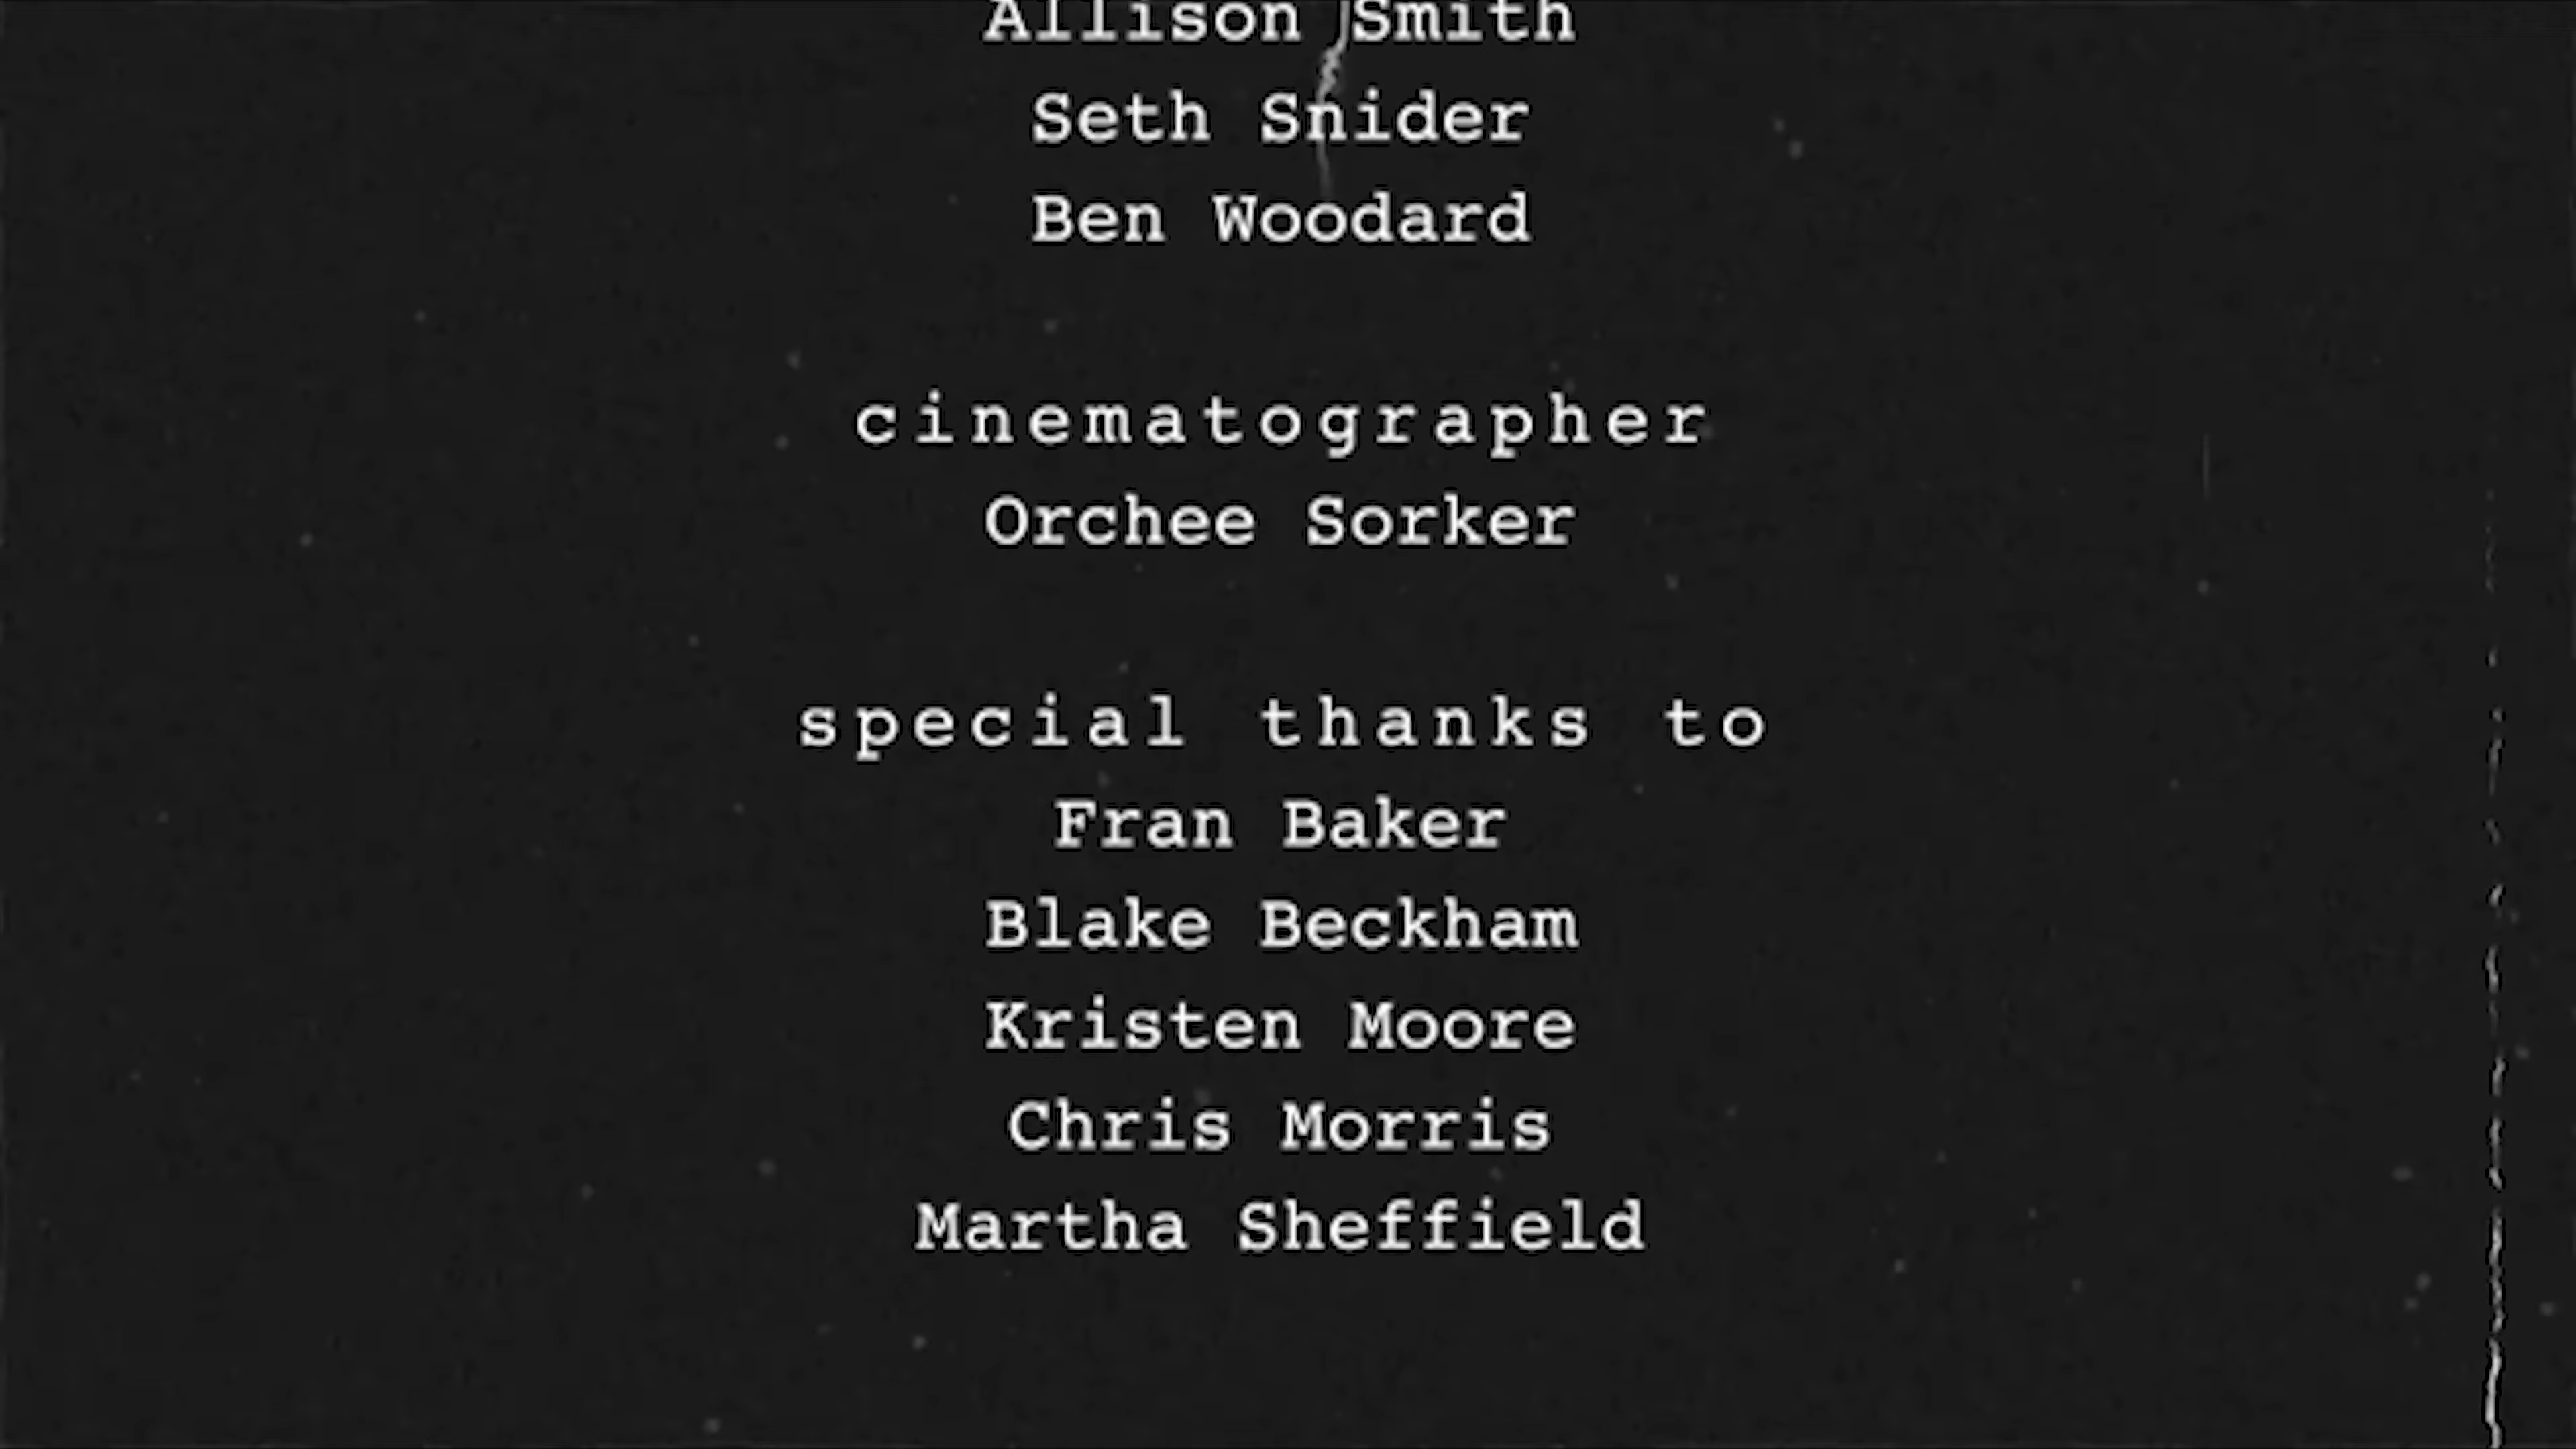 Allison Smith
Seth Snider
Ben Woodard
cinematographer
Orchee Sorker
special thanks to
Fran Baker
Blake Beckham
Kristen Moore
Chris Morris
Martha Sheffield